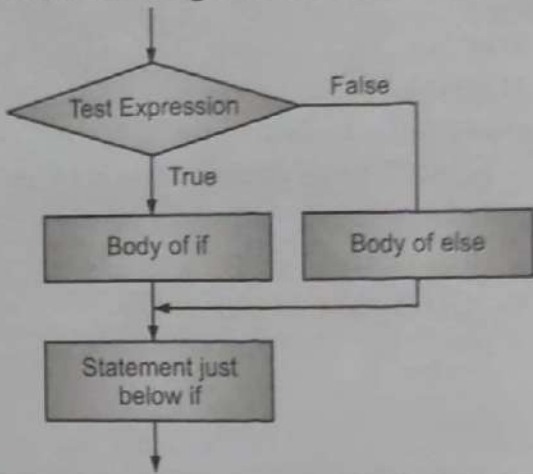 Test Expression
False
True
Body of if
Body of else
Statement just
below if